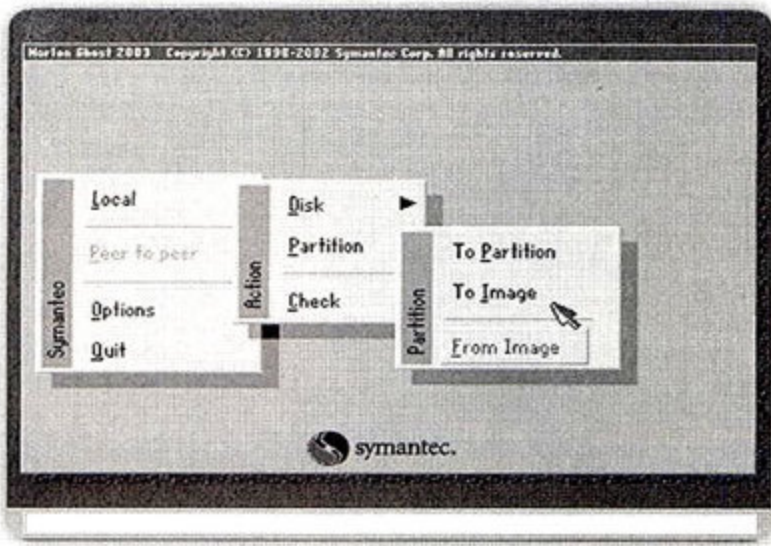 Norton Ghost 2003 Copyright (C) 1998-2002 Symantec Corp. All rights reserved.
Local
Peer to peer
Options
Quit
Symantec
Disk
Partition
Check
Action
To Partition
To Image
From Image
Partition
symantec.